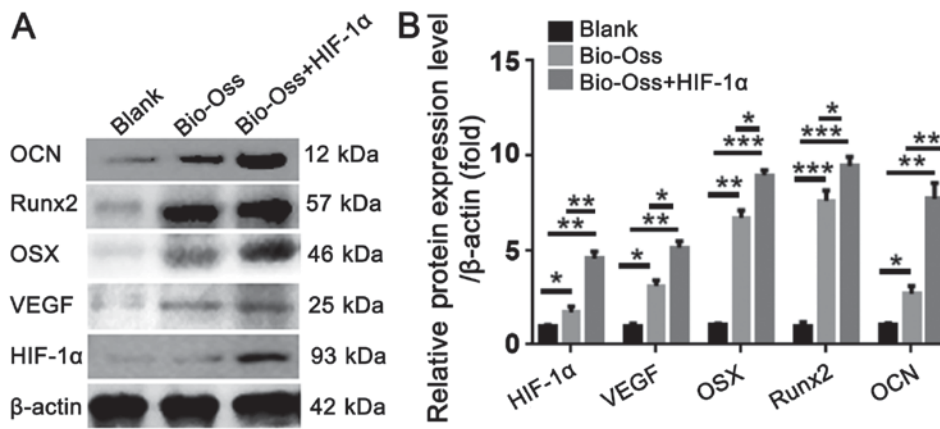 A
Blank
Bio-Oss
Bio-Oss+HIF-1α
OCN
12 kDa
Runx2
57 kDa
OSX
46 kDa
VEGF
25 kDa
HIF-1α
93 kDa
β-actin
42 kDa
B
Blank
Bio-Oss
Bio-Oss+HIF-1α
Relative protein expression level
/β-actin (fold)
15
10
5
0
* ** **
* ** *
** *** *
*** *** *
* ** **
HIF-1α
VEGF
OSX
Runx2
OCN